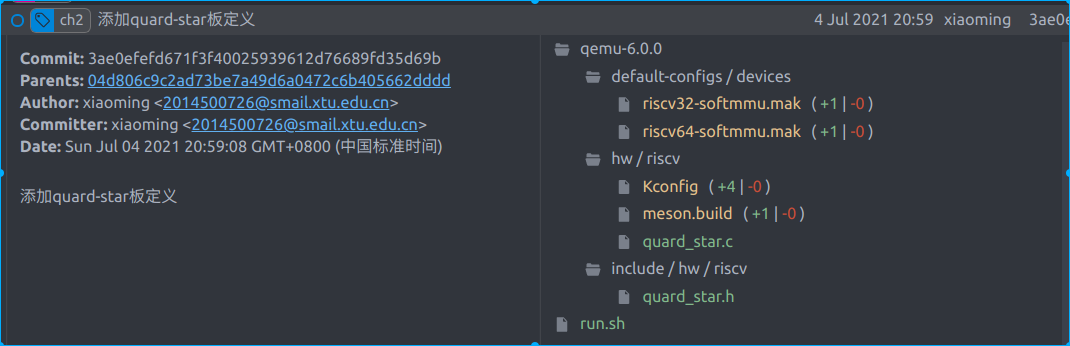 ch2 添加quard-star板定义 4 Jul 2021 20:59 xiaoming 3ae0
Commit: 3ae0efefd671f3f40025939612d76689fd35d69b
Parents: 04d806c9c2ad73be7a49d6a0472c6b405662dddd
Author: xiaoming <2014500726@smail.xtu.edu.cn>
Committer: xiaoming <2014500726@smail.xtu.edu.cn>
Date: Sun Jul 04 2021 20:59:08 GMT+0800 (中国标准时间)
添加quard-star板定义
qemu-6.0.0
default-configs / devices
riscv32-softmmu.mak ( +1 | -0 )
riscv64-softmmu.mak ( +1 | -0 )
hw / riscv
Kconfig ( +4 | -0 )
meson.build ( +1 | -0 )
quard_star.c
include / hw / riscv
quard_star.h
run.sh